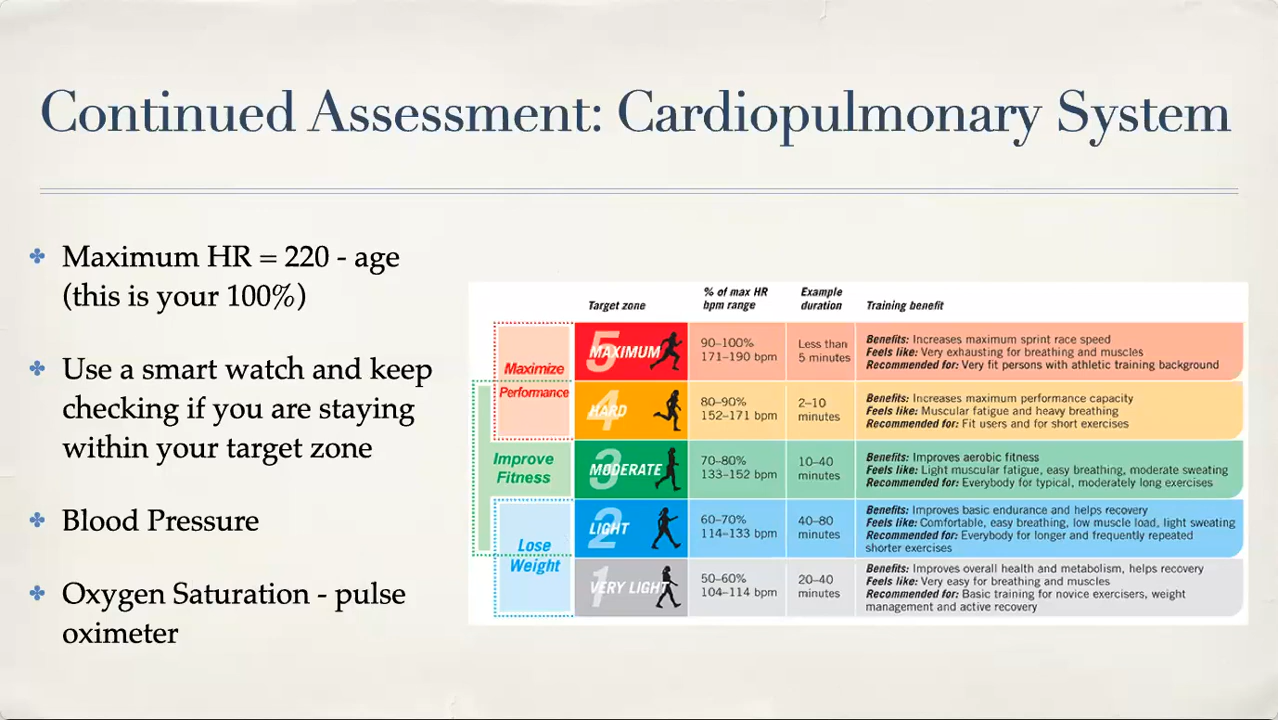 Continued Assessment: Cardiopulmonary System
Maximum HR = 220 - age
(this is your 100%)
Use a smart watch and keep
checking if you are staying
within your target zone
Blood Pressure
Oxygen Saturation - pulse
oximeter
Target zone
% of max HR
bpm range
Example
duration
Training benefit
Maximize
Performance
Improve
Fitness
Lose
Weight
5
MAXIMUM
90–100%
171–190 bpm
Less than
5 minutes
Benefits: Increases maximum sprint race speed
Feels like: Very exhausting for breathing and muscles
Recommended for: Very fit persons with athletic training background
4
HARD
80–90%
152–171 bpm
2–10
minutes
Benefits: Increases maximum performance capacity
Feels like: Muscular fatigue and heavy breathing
Recommended for: Fit users and for short exercises
3
MODERATE
70–80%
133–152 bpm
10–40
minutes
Benefits: Improves aerobic fitness
Feels like: Light muscular fatigue, easy breathing, moderate sweating
Recommended for: Everybody for typical, moderately long exercises
2
LIGHT
60–70%
114–133 bpm
40–80
minutes
Benefits: Improves basic endurance and helps recovery
Feels like: Comfortable, easy breathing, low muscle load, light sweating
Recommended for: Everybody for longer and frequently repeated
shorter exercises
1
VERY LIGHT
50–60%
104–114 bpm
20–40
minutes
Benefits: Improves overall health and metabolism, helps recovery
Feels like: Very easy for breathing and muscles
Recommended for: Basic training for novice exercisers, weight
management and active recovery